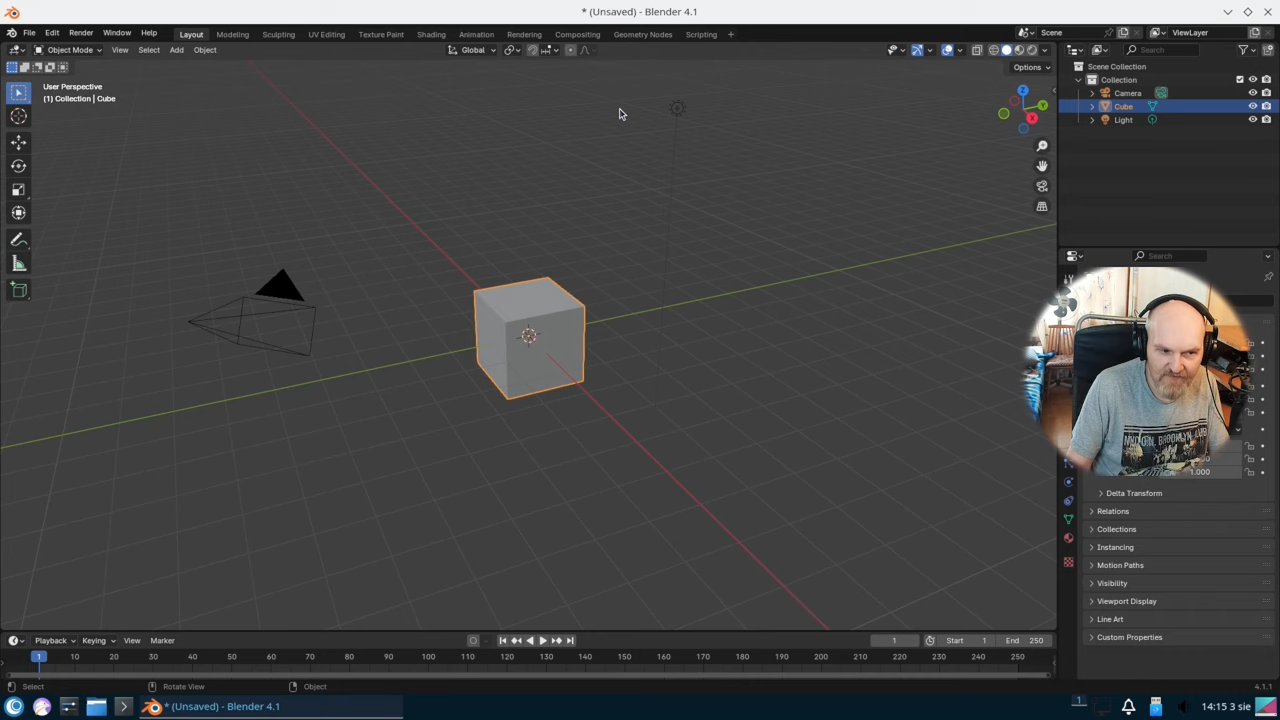 * (Unsaved) - Blender 4.1
File Edit Render Window Help
Layout Modeling Sculpting UV Editing Texture Paint Shading Animation Rendering Compositing Geometry Nodes Scripting +
Scene
ViewLayer
Object Mode View Select Add Object
Global
Search
Options
User Perspective
(1) Collection | Cube
Z
Y
X
Scene Collection
Collection
Camera
Cube
Light
Search
1.000
Delta Transform
Relations
Collections
Instancing
Motion Paths
Visibility
Viewport Display
Line Art
Custom Properties
Playback Keying View Marker
1 Start 1 End 250
1 10 20 30 40 50 60 70 80 90 100 110 120 130 140 150 160 170 180 190 200 210 220 230 240 250
Select Rotate View Object
4.1.1
* (Unsaved) - Blender 4.1
1
14:15 3 sie